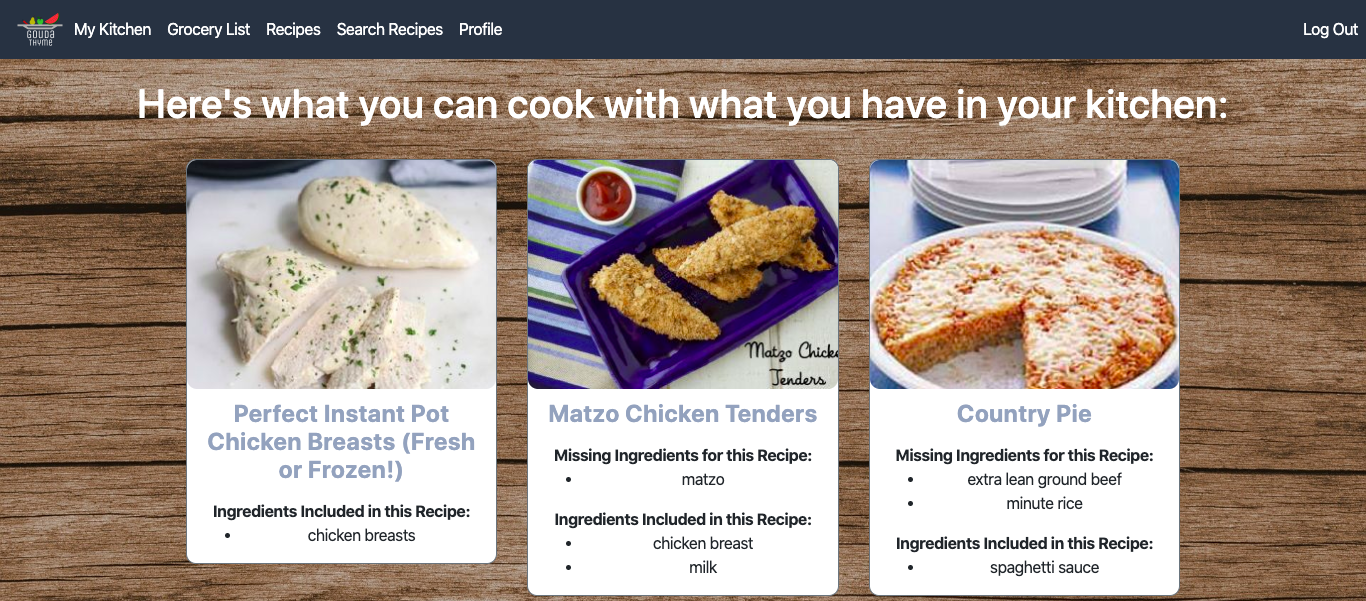 GOUDA
THYME
My Kitchen
Grocery List
Recipes
Search Recipes
Profile
Log Out
Here's what you can cook with what you have in your kitchen:
Perfect Instant Pot
Chicken Breasts (Fresh
or Frozen!)
Ingredients Included in this Recipe:
• chicken breasts
Matzo Chicke
Tenders
Matzo Chicken Tenders
Missing Ingredients for this Recipe:
• matzo
Ingredients Included in this Recipe:
• chicken breast
• milk
Country Pie
Missing Ingredients for this Recipe:
• extra lean ground beef
• minute rice
Ingredients Included in this Recipe:
• spaghetti sauce